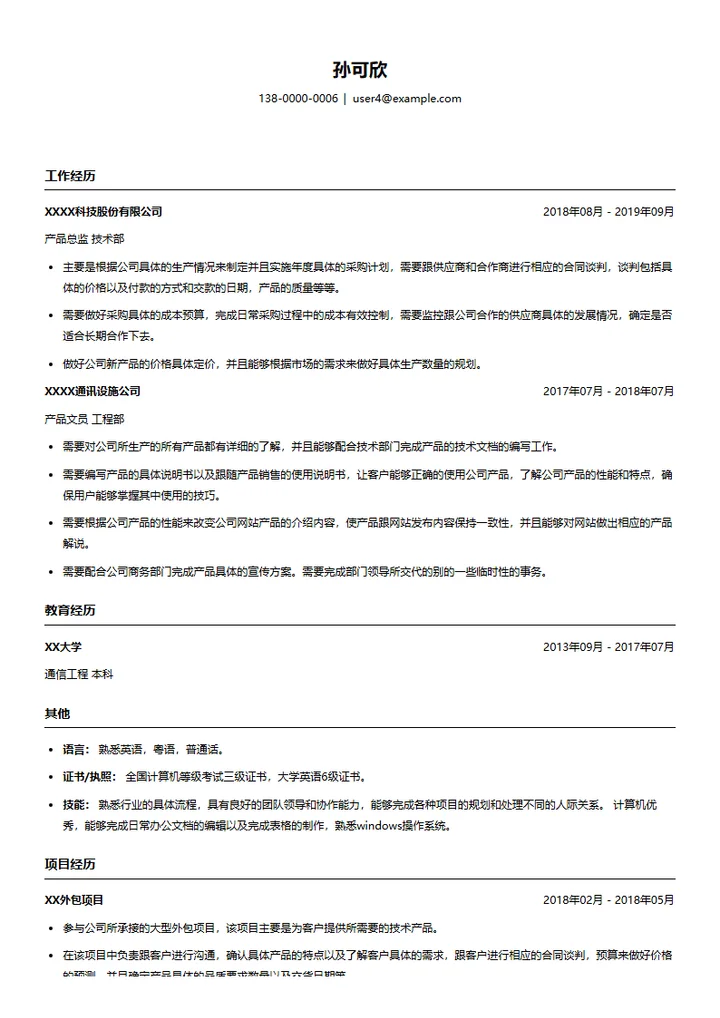 孙可欣
138-0000-0006 | user4@example.com
工作经历
XXXX科技股份有限公司 2018年08月 - 2019年09月
产品总监 技术部
• 主要是根据公司具体的生产情况来制定并且实施年度具体的采购计划，需要跟供应商和合作商进行相应的合同谈判，谈判包括具
体的价格以及付款的方式和交款的日期，产品的质量等等。
• 需要做好采购具体的成本预算，完成日常采购过程中的成本有效控制，需要监控跟公司合作的供应商具体的发展情况，确定是否
适合长期合作下去。
• 做好公司新产品的价格具体定价，并且能够根据市场的需求来做好具体生产数量的规划。
XXXX通讯设施公司 2017年07月 - 2018年07月
产品文员 工程部
• 需要对公司所生产的所有产品都有详细的了解，并且能够配合技术部门完成产品的技术文档的编写工作。
• 需要编写产品的具体说明书以及跟随产品销售的使用说明书，让客户能够正确的使用公司产品，了解公司产品的性能和特点，确
保用户能够掌握其中使用的技巧。
• 需要根据公司产品的性能来改变公司网站产品的介绍内容，使产品跟网站发布内容保持一致性，并且能够对网站做出相应的产品
解说。
• 需要配合公司商务部门完成产品具体的宣传方案。需要完成部门领导所交代的别的一些临时性的事务。
教育经历
XX大学 2013年09月 - 2017年07月
通信工程 本科
其他
• 语言： 熟悉英语，粤语，普通话。
• 证书/执照： 全国计算机等级考试三级证书，大学英语6级证书。
• 技能： 熟悉行业的具体流程，具有良好的团队领导和协作能力，能够完成各种项目的规划和处理不同的人际关系。 计算机优
秀，能够完成日常办公文档的编辑以及完成表格的制作，熟悉windows操作系统。
项目经历
XX外包项目 2018年02月 - 2018年05月
• 参与公司所承接的大型外包项目，该项目主要是为客户提供所需要的技术产品。
• 在该项目中负责跟客户进行沟通，确认具体产品的特点以及了解客户具体的需求，跟客户进行相应的合同谈判，预算来做好价格